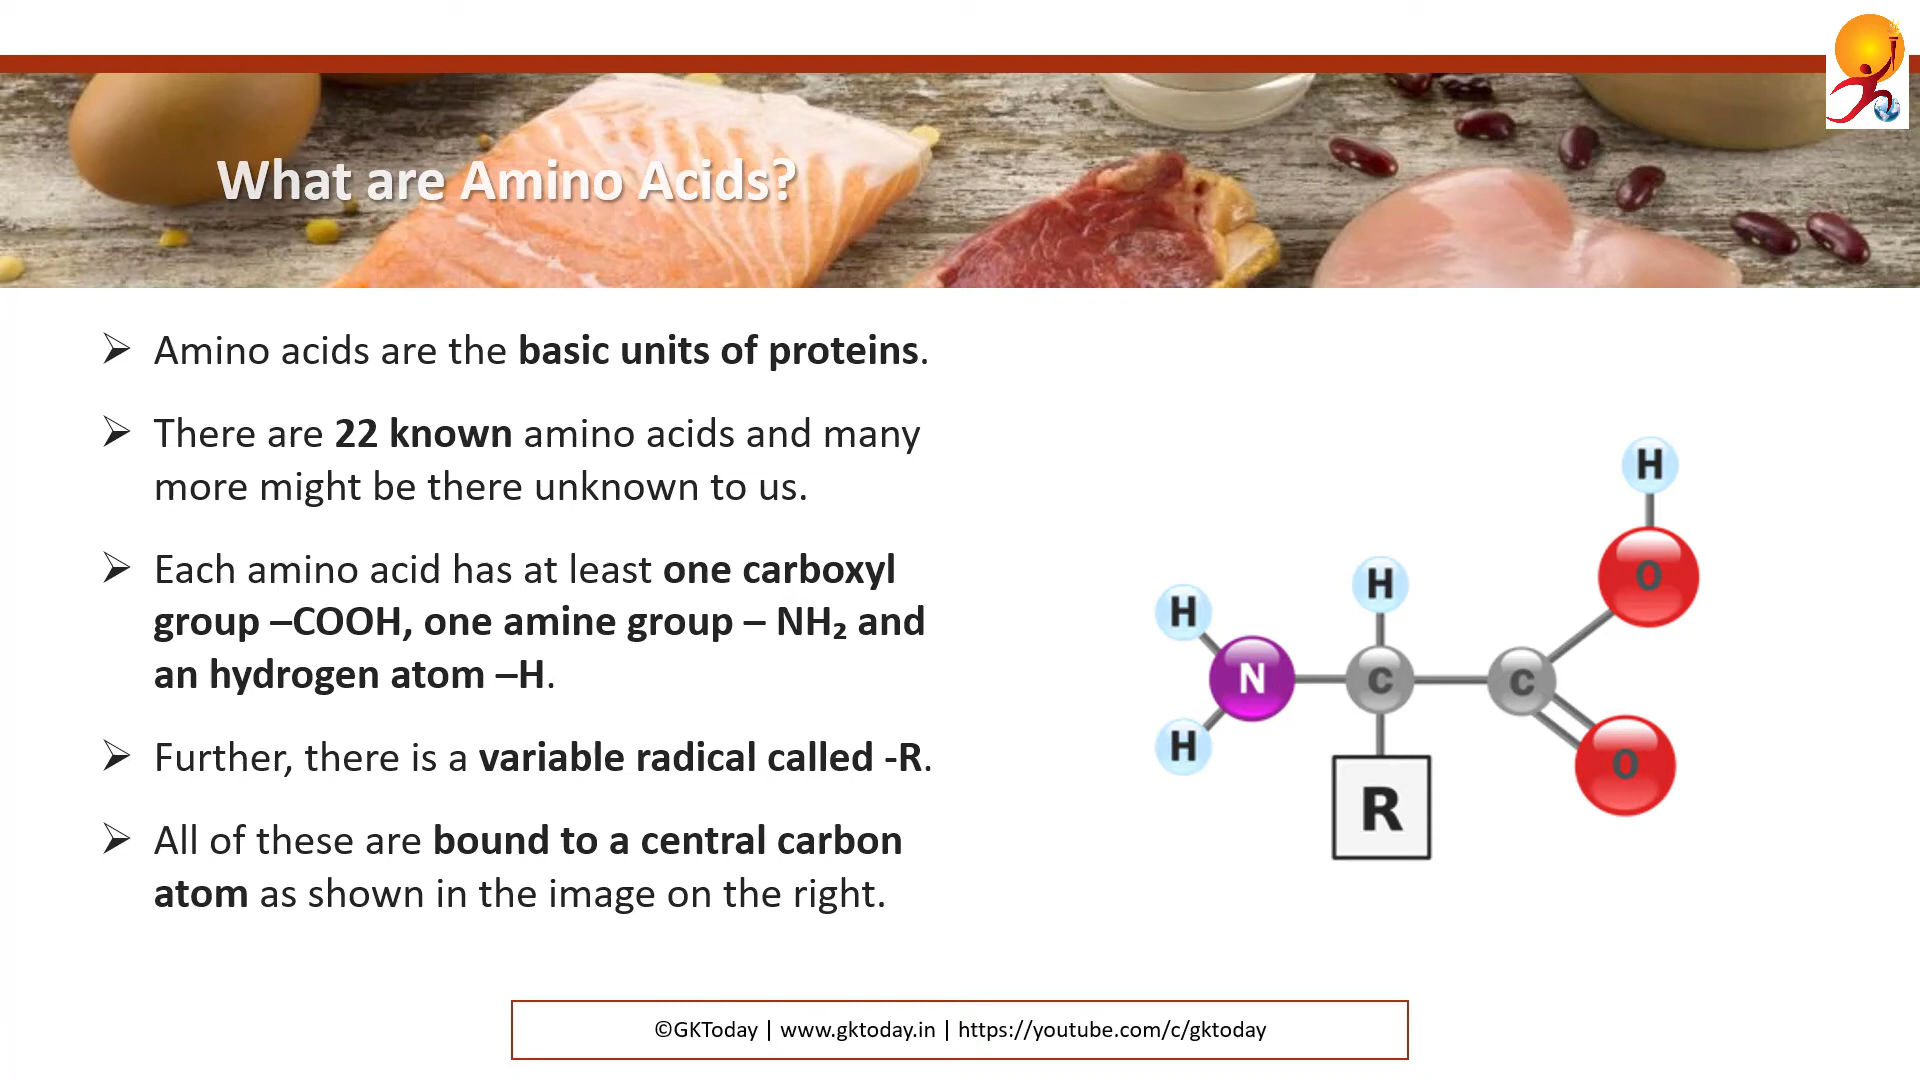 What are Amino Acids?
➢ Amino acids are the basic units of proteins.
➢ There are 22 known amino acids and many
more might be there unknown to us.
➢ Each amino acid has at least one carboxyl
group –COOH, one amine group – NH₂ and
an hydrogen atom –H.
➢ Further, there is a variable radical called -R.
➢ All of these are bound to a central carbon
atom as shown in the image on the right.
H
O
H
H
N
C
C
H
O
R
©GKToday | www.gktoday.in | https://youtube.com/c/gktoday